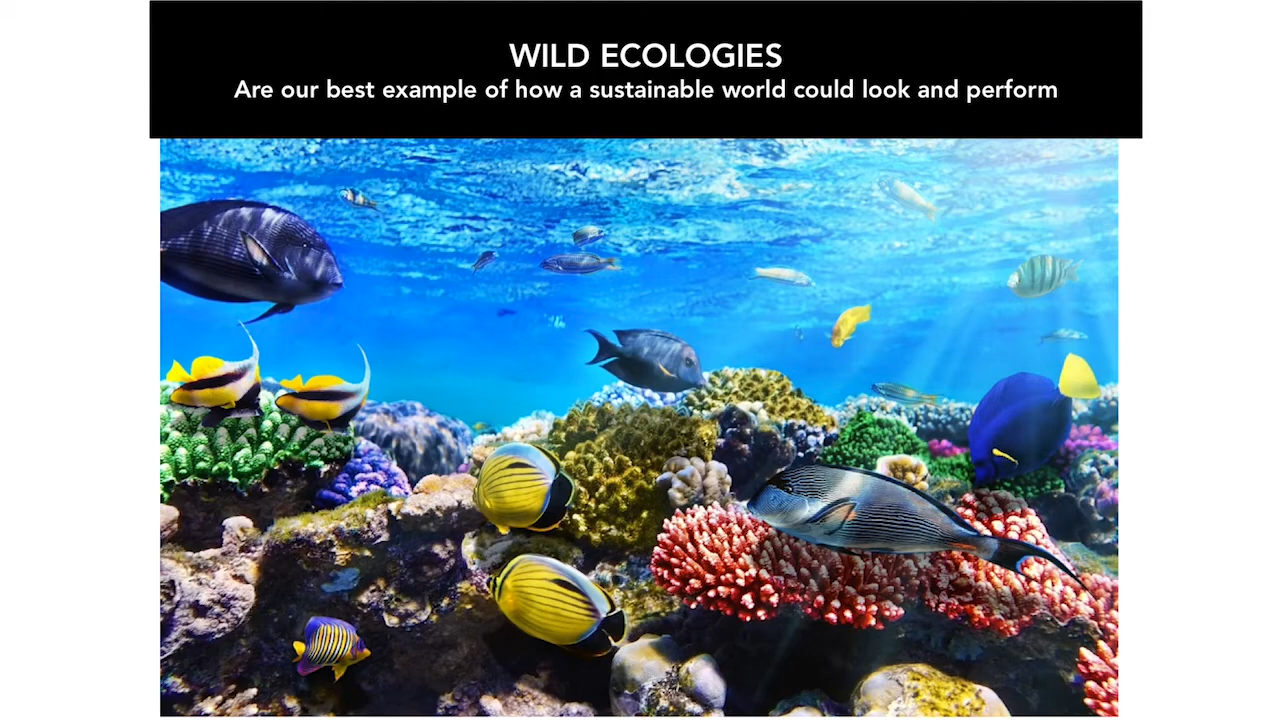 WILD ECOLOGIES
Are our best example of how a sustainable world could look and perform